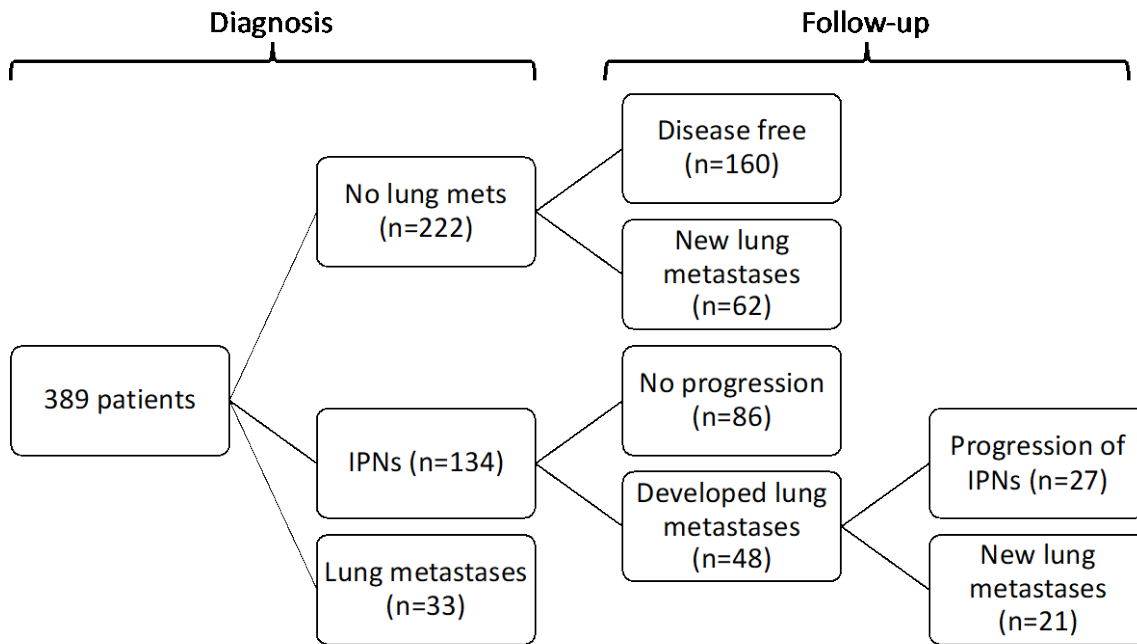 Diagnosis
Follow-up
389 patients
No lung mets
(n=222)
IPNs (n=134)
Lung metastases
(n=33)
Disease free
(n=160)
New lung
metastases
(n=62)
No progression
(n=86)
Developed lung
metastases
(n=48)
Progression of
IPNs (n=27)
New lung
metastases
(n=21)